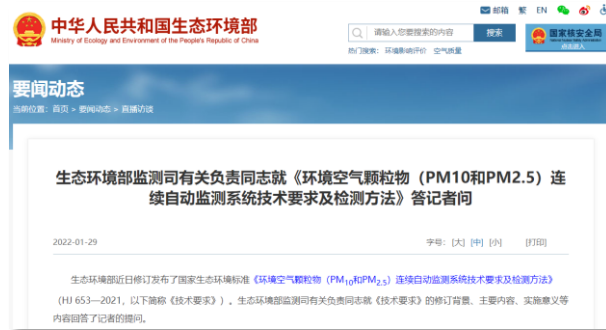 邮箱 繁 EN
中华人民共和国生态环境部
Ministry of Ecology and Environment of the People's Republic of China
请输入您要搜索的内容 搜索
热门搜索: 环境影响评价 空气质量
国家核安全局
点击进入
要闻动态
当前位置: 首页 > 要闻动态 > 直播访谈
生态环境部监测司有关负责同志就《环境空气颗粒物（PM10和PM2.5）连
续自动监测系统技术要求及检测方法》答记者问
2022-01-29 字号: [大] [中] [小] [打印]
生态环境部近日修订发布了国家生态环境标准《环境空气颗粒物（PM10和PM2.5）连续自动监测系统技术要求及检测方法》
（HJ 653—2021，以下简称《技术要求》）。生态环境部监测司有关负责同志就《技术要求》的修订背景、主要内容、实施意义等
内容回答了记者的提问。